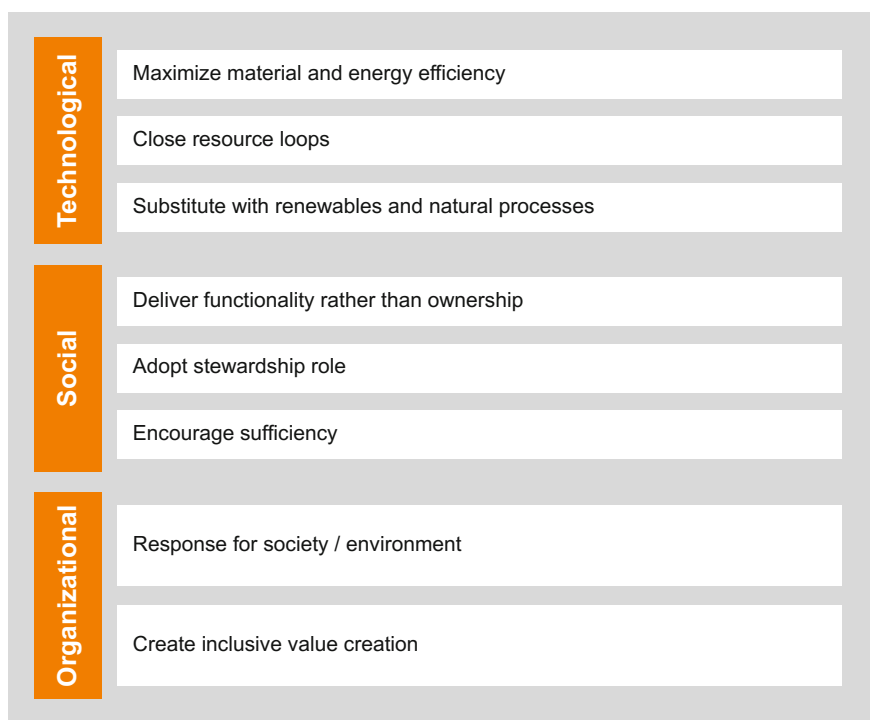 Technological
Maximize material and energy efficiency
Close resource loops
Substitute with renewables and natural processes
Social
Deliver functionality rather than ownership
Adopt stewardship role
Encourage sufficiency
Organizational
Response for society / environment
Create inclusive value creation